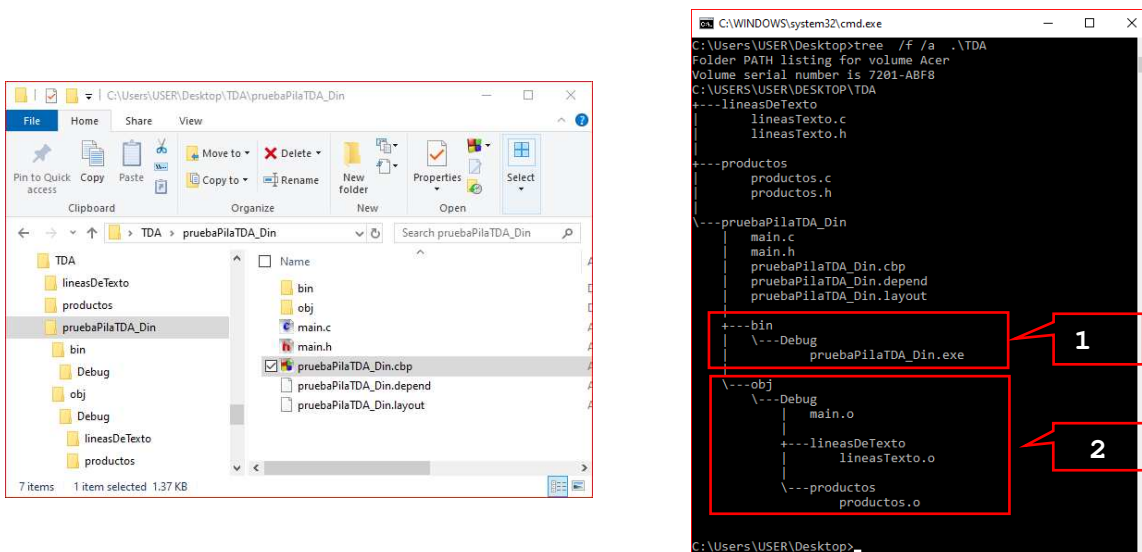 C:\Users\USER\Desktop\TDA\pruebaPilaTDA_Din
File Home Share View
Pin to Quick access
Copy
Paste
Move to
Copy to
Delete
Rename
New folder
Properties
Select
Clipboard Organize New Open
TDA > pruebaPilaTDA_Din
Search pruebaPilaTDA_Din
TDA
lineasDeTexto
productos
pruebaPilaTDA_Din
bin
Debug
obj
Debug
lineasDeTexto
productos
Name
bin
obj
main.c
main.h
pruebaPilaTDA_Din.cbp
pruebaPilaTDA_Din.depend
pruebaPilaTDA_Din.layout
7 items 1 item selected 1.37 KB
C:\WINDOWS\system32\cmd.exe
C:\Users\USER\Desktop>tree /f /a .\TDA
Folder PATH listing for volume Acer
Volume serial number is 7201-ABF8
C:\USERS\USER\DESKTOP\TDA
+---lineasDeTexto
|       lineasTexto.c
|       lineasTexto.h
|
+---productos
|       productos.c
|       productos.h
|
\---pruebaPilaTDA_Din
    |   main.c
    |   main.h
    |   pruebaPilaTDA_Din.cbp
    |   pruebaPilaTDA_Din.depend
    |   pruebaPilaTDA_Din.layout
    |
    +---bin
    |   \---Debug
    |           pruebaPilaTDA_Din.exe
    |
    \---obj
        \---Debug
            |   main.o
            |
            +---lineasDeTexto
            |       lineasTexto.o
            |
            \---productos
                    productos.o
C:\Users\USER\Desktop>_
1
2